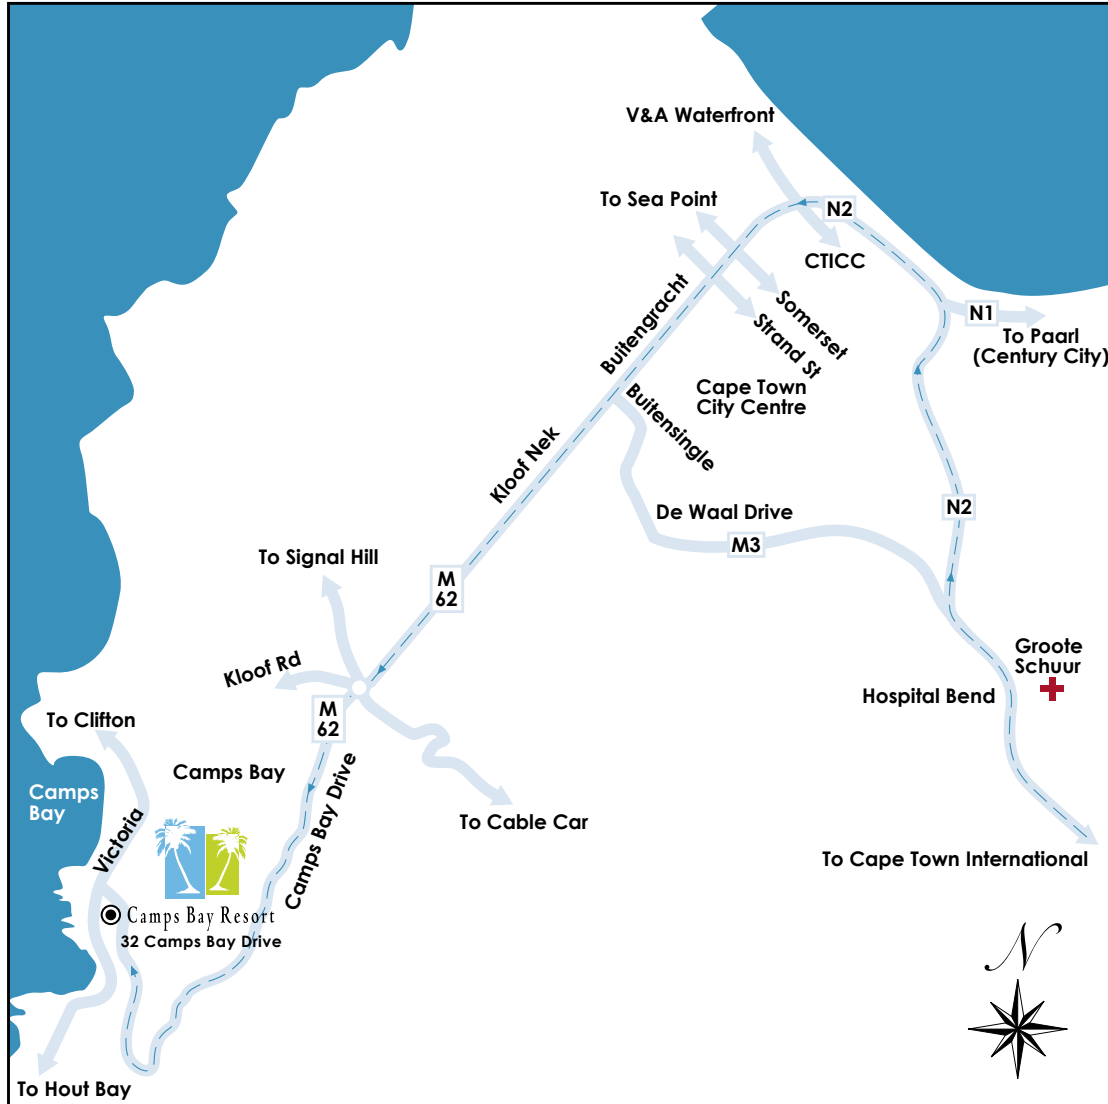 V&A Waterfront
To Sea Point
N2
CTICC
N1
To Paarl
(Century City)
Buitengracht
Somerset
Strand St
Cape Town
City Centre
Buitensingle
Kloof Nek
De Waal Drive
N2
M3
To Signal Hill
M
62
Groote
Schuur
Kloof Rd
Hospital Bend
M
62
To Clifton
Camps Bay
Camps
Bay
Camps Bay Drive
To Cable Car
Victoria
To Cape Town International
Camps Bay Resort
32 Camps Bay Drive
N
To Hout Bay